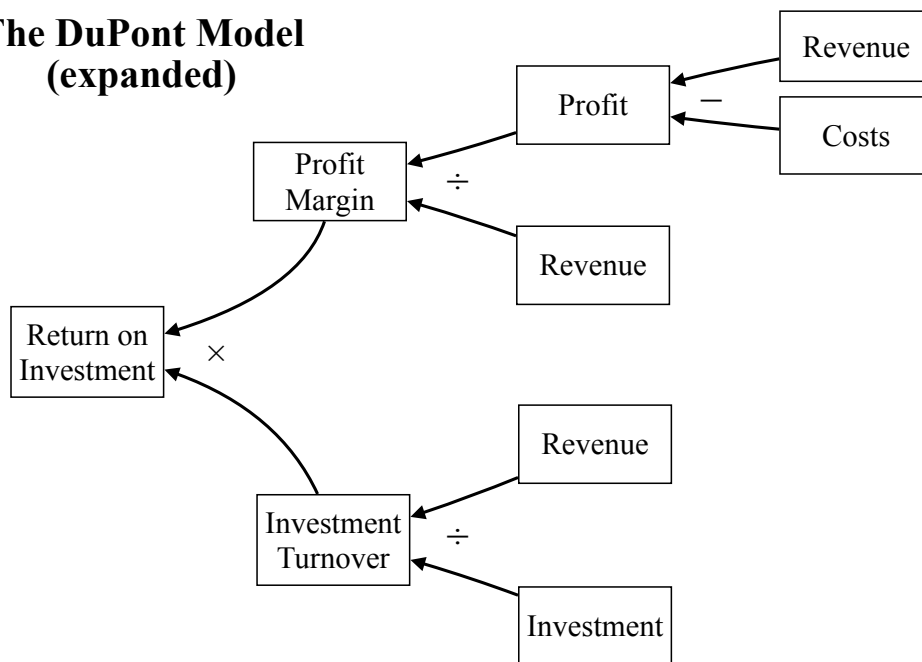 The DuPont Model
(expanded)
Revenue
Profit
−
Costs
Profit
Margin
÷
Revenue
Return on
Investment
×
Revenue
Investment
Turnover
÷
Investment